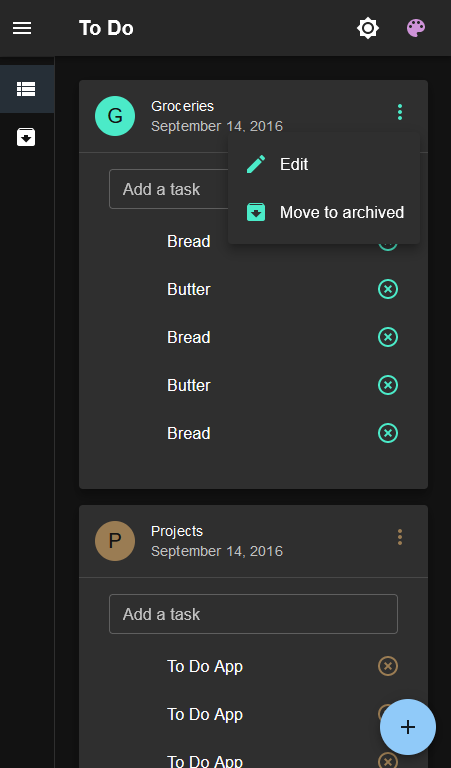 To Do
G
Groceries
September 14, 2016
Edit
Move to archived
Add a task
Bread
Butter
Bread
Butter
Bread
P
Projects
September 14, 2016
Add a task
To Do App
To Do App
To Do App